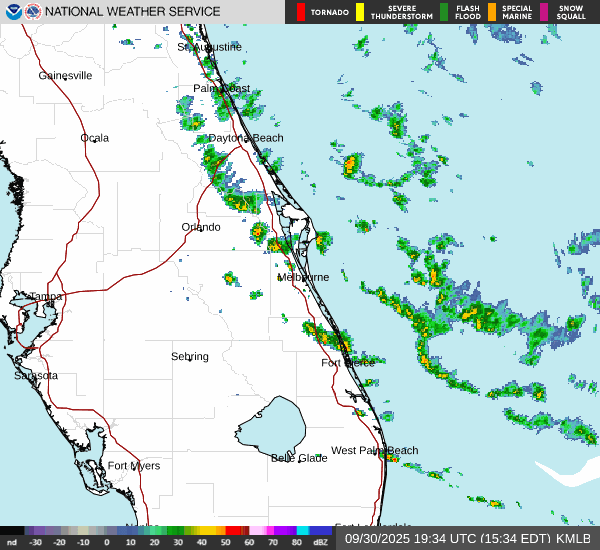 NATIONAL WEATHER SERVICE
TORNADO
SEVERE THUNDERSTORM
FLASH FLOOD
SPECIAL MARINE
SNOW SQUALL
St. Augustine
Gainesville
Palm Coast
Ocala
Daytona Beach
Orlando
Melbourne
Tampa
Sebring
Fort Pierce
Sarasota
West Palm Beach
Belle Glade
Fort Myers
nd -30 -20 -10 0 10 20 30 40 50 60 70 80 dBZ
09/30/2025 19:34 UTC (15:34 EDT) KMLB